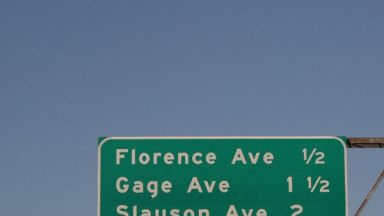 Florence Ave ½
Gage Ave 1 ½
Slauson Ave 2